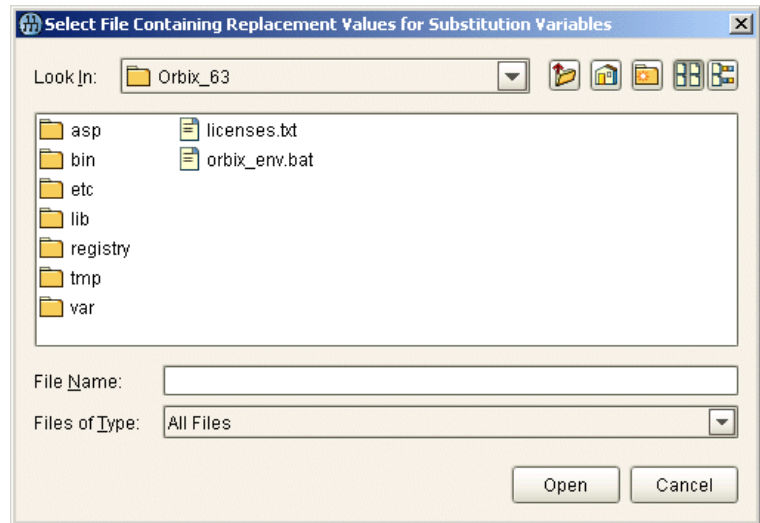 Select File Containing Replacement Values for Substitution Variables
Look In: Orbix_63
asp licenses.txt
bin orbix_env.bat
etc
lib
registry
tmp
var
File Name:
Files of Type: All Files
Open Cancel